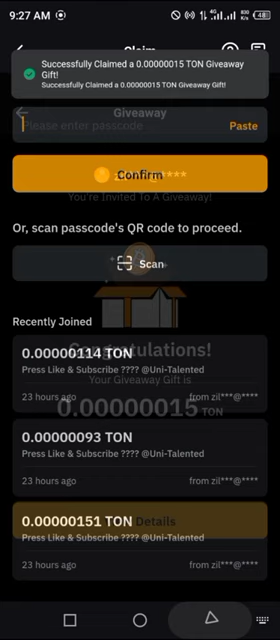 9:27 AM
Claim
Successfully Claimed a 0.00000015 TON Giveaway
Gift!
Successfully Claimed a 0.00000015 TON Giveaway Gift!
Giveaway
Please enter passcode
Paste
Confirm
You're Invited To A Giveaway!
Or, scan passcode's QR code to proceed.
Scan
Recently Joined
Congratulations!
0.00000114 TON
Press Like & Subscribe ???? @Uni-Talented
Your Giveaway Gift is
23 hours ago
from zil***@****
0.00000015 TON
0.00000093 TON
Press Like & Subscribe ???? @Uni-Talented
23 hours ago
from zil***@****
0.00000151 TON
Details
Press Like & Subscribe ???? @Uni-Talented
23 hours ago
from zil***@****